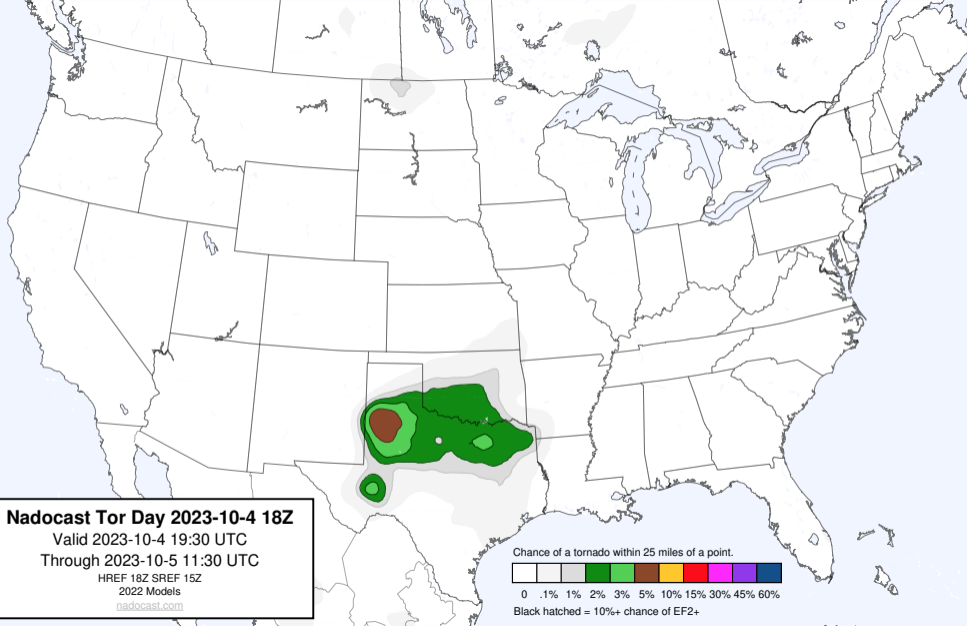 Nadocast Tor Day 2023-10-4 18Z
Valid 2023-10-4 19:30 UTC
Through 2023-10-5 11:30 UTC
HREF 18Z SREF 15Z
2022 Models
nadocast.com
Chance of a tornado within 25 miles of a point.
0 .1% 1% 2% 3% 5% 10% 15% 30% 45% 60%
Black hatched = 10%+ chance of EF2+